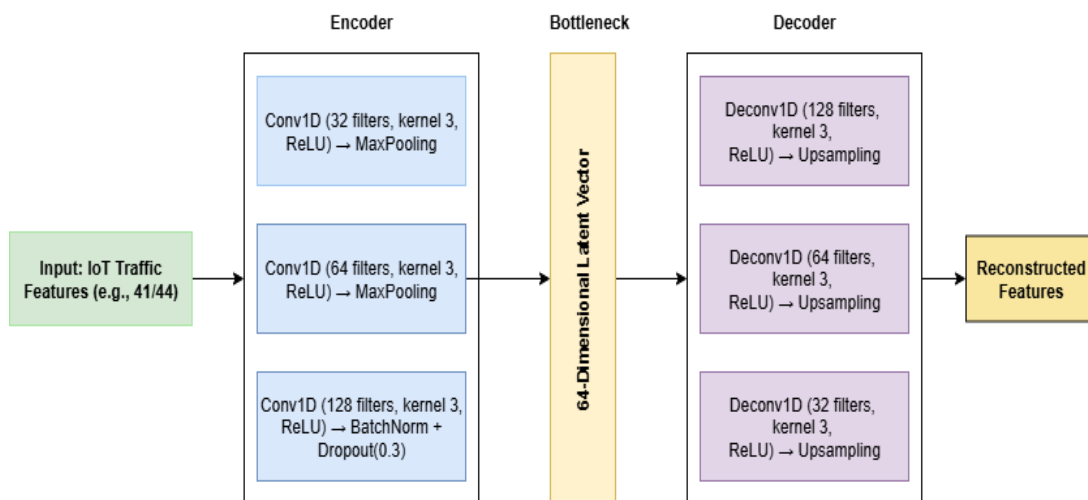 Encoder
Bottleneck
Decoder
Input: IoT Traffic
Features (e.g., 41/44)
Conv1D (32 filters, kernel 3,
ReLU) → MaxPooling
Conv1D (64 filters, kernel 3,
ReLU) → MaxPooling
Conv1D (128 filters, kernel 3,
ReLU) → BatchNorm +
Dropout(0.3)
64-Dimensional Latent Vector
Deconv1D (128 filters,
kernel 3,
ReLU) → Upsampling
Deconv1D (64 filters,
kernel 3,
ReLU) → Upsampling
Deconv1D (32 filters,
kernel 3,
ReLU) → Upsampling
Reconstructed
Features